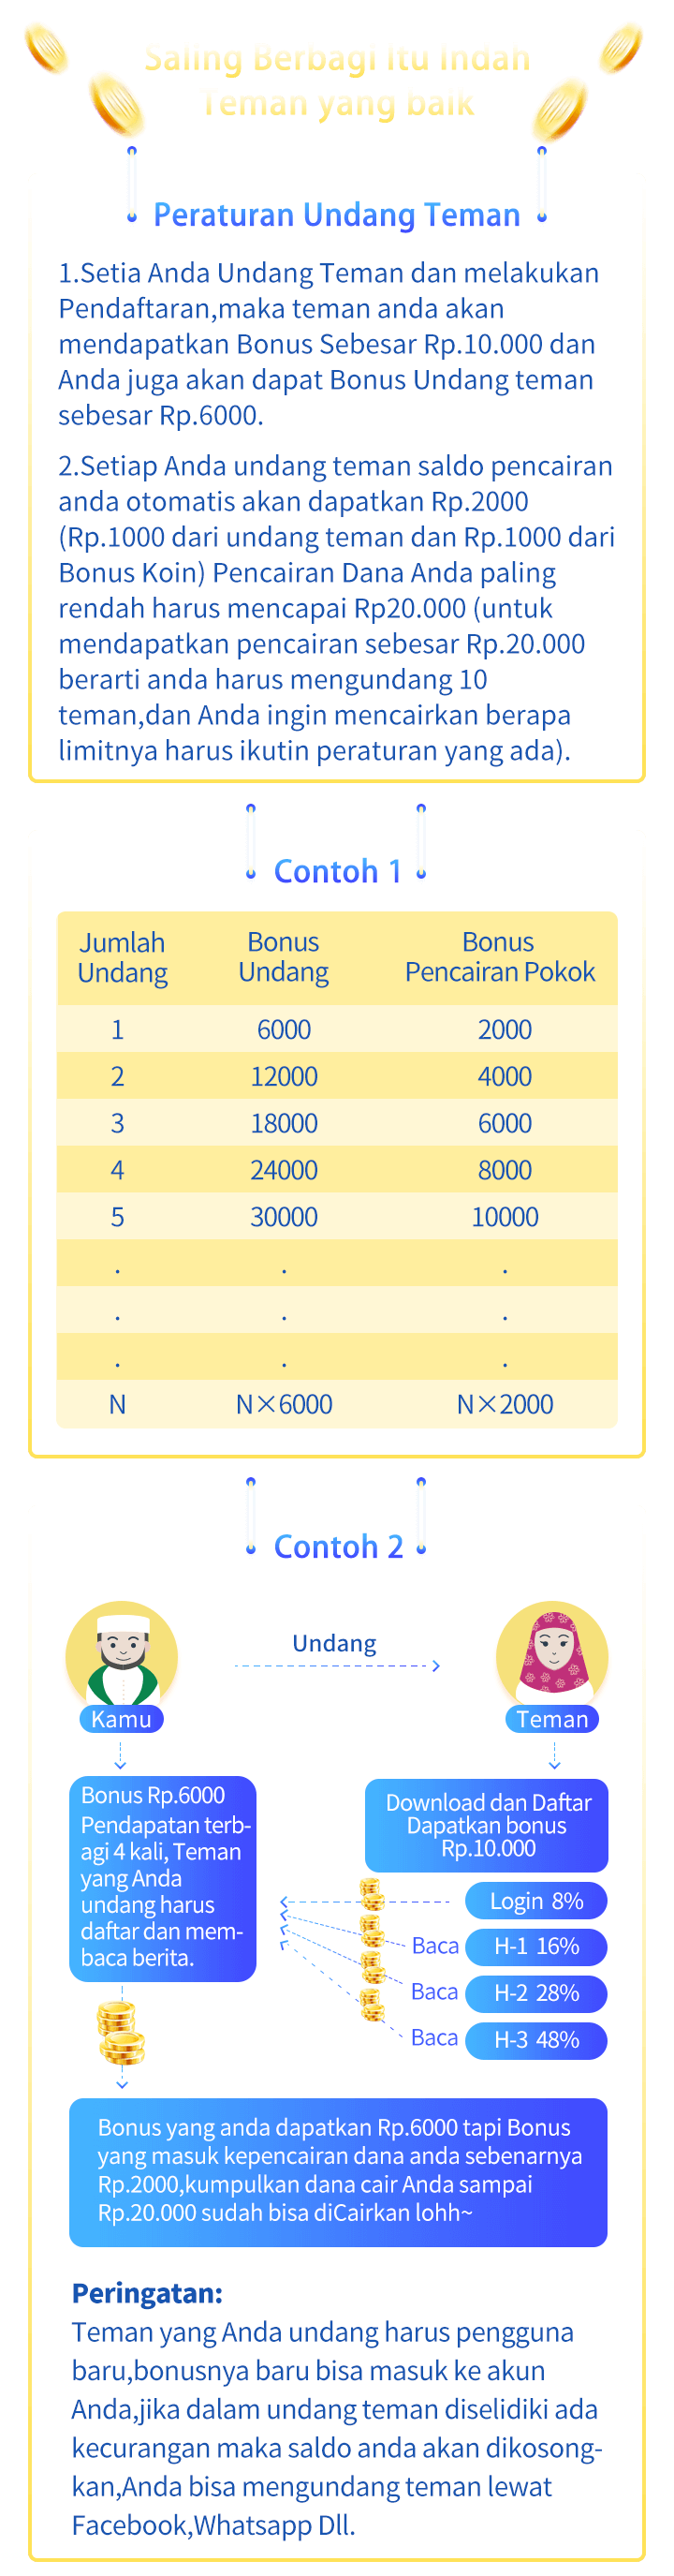 Saling Berbagi Itu Indah
Teman yang baik
Peraturan Undang Teman
1.Setia Anda Undang Teman dan melakukan
Pendaftaran,maka teman anda akan
mendapatkan Bonus Sebesar Rp.10.000 dan
Anda juga akan dapat Bonus Undang teman
sebesar Rp.6000.
2.Setiap Anda undang teman saldo pencairan
anda otomatis akan dapatkan Rp.2000
(Rp.1000 dari undang teman dan Rp.1000 dari
Bonus Koin) Pencairan Dana Anda paling
rendah harus mencapai Rp20.000 (untuk
mendapatkan pencairan sebesar Rp.20.000
berarti anda harus mengundang 10
teman,dan Anda ingin mencairkan berapa
limitnya harus ikutin peraturan yang ada).
Contoh 1
Jumlah Undang Bonus Undang Bonus Pencairan Pokok
1 6000 2000
2 12000 4000
3 18000 6000
4 24000 8000
5 30000 10000
. . .
. . .
. . .
N N×6000 N×2000
Contoh 2
Undang
Kamu
Teman
Bonus Rp.6000
Pendapatan terb-
agi 4 kali, Teman
yang Anda
undang harus
daftar dan mem-
baca berita.
Download dan Daftar
Dapatkan bonus
Rp.10.000
Login 8%
Baca H-1 16%
Baca H-2 28%
Baca H-3 48%
Bonus yang anda dapatkan Rp.6000 tapi Bonus
yang masuk kepencairan dana anda sebenarnya
Rp.2000,kumpulkan dana cair Anda sampai
Rp.20.000 sudah bisa diCairkan lohh~
Peringatan:
Teman yang Anda undang harus pengguna
baru,bonusnya baru bisa masuk ke akun
Anda,jika dalam undang teman diselidiki ada
kecurangan maka saldo anda akan dikosong-
kan,Anda bisa mengundang teman lewat
Facebook,Whatsapp Dll.